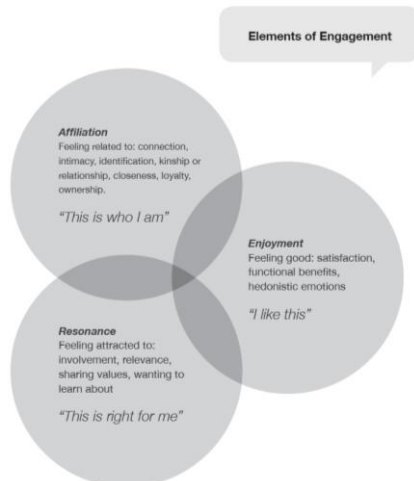 Elements of Engagement
Affiliation
Feeling related to: connection,
intimacy, identification, kinship or
relationship, closeness, loyalty,
ownership.
"This is who I am"
Enjoyment
Feeling good: satisfaction,
functional benefits,
hedonistic emotions
"I like this"
Resonance
Feeling attracted to:
involvement, relevance,
sharing values, wanting to
learn about
"This is right for me"